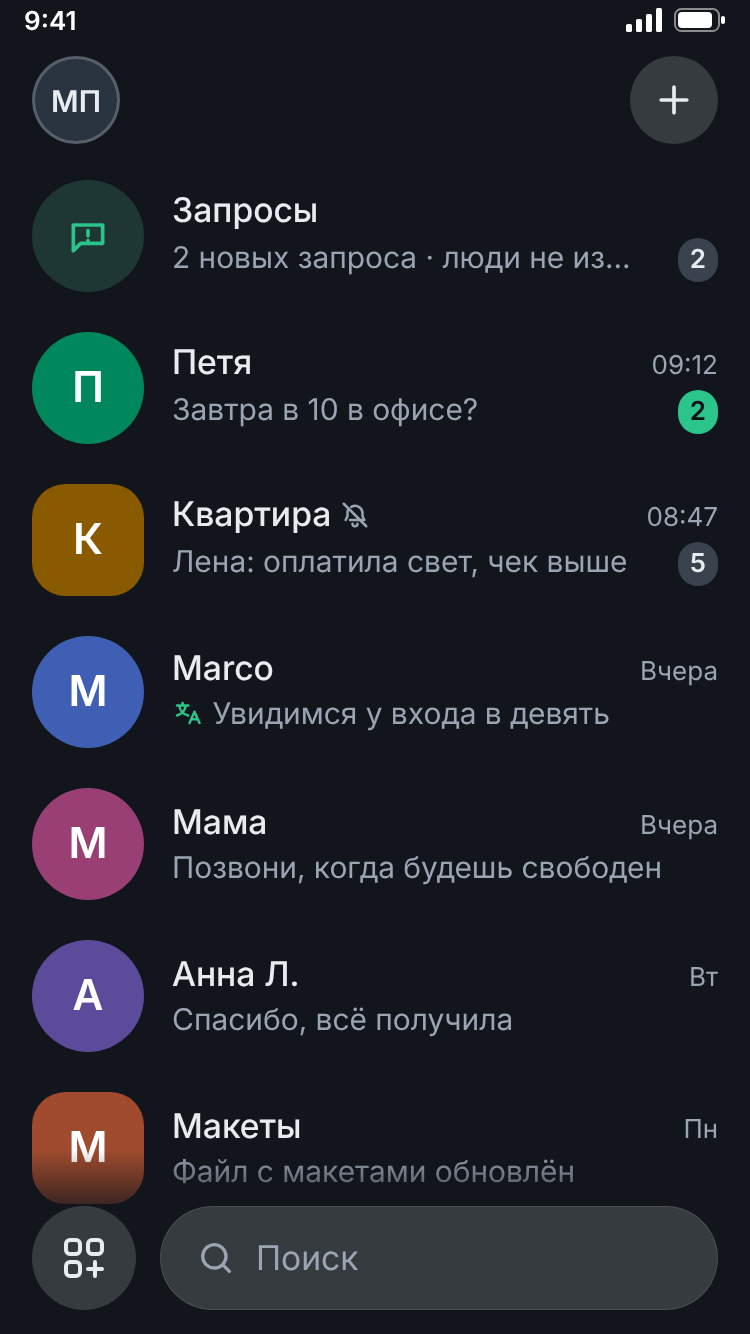 9:41
МП
Запросы
2 новых запроса · люди не из…
2
П
Петя
09:12
Завтра в 10 в офисе?
2
К
Квартира
08:47
Лена: оплатила свет, чек выше
5
M
Marco
Вчера
Увидимся у входа в девять
М
Мама
Вчера
Позвони, когда будешь свободен
А
Анна Л.
Вт
Спасибо, всё получила
М
Макеты
Пн
Файл с макетами обновлён
Поиск